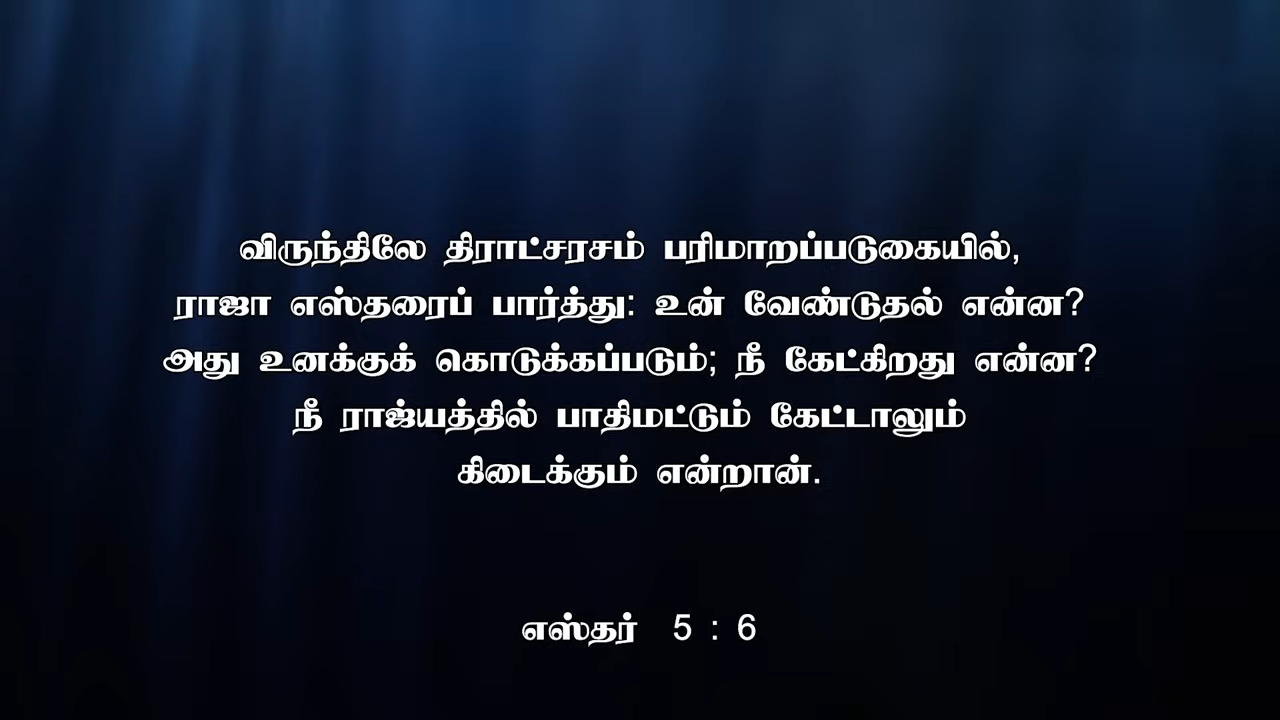 விருந்திலே திராட்சரசம் பரிமாறப்படுகையில்,
ராஜா எஸ்தரைப் பார்த்து: உன் வேண்டுதல் என்ன?
அது உனக்குக் கொடுக்கப்படும்; நீ கேட்கிறது என்ன?
நீ ராஜ்யத்தில் பாதிமட்டும் கேட்டாலும்
கிடைக்கும் என்றான்.
எஸ்தர் 5 : 6